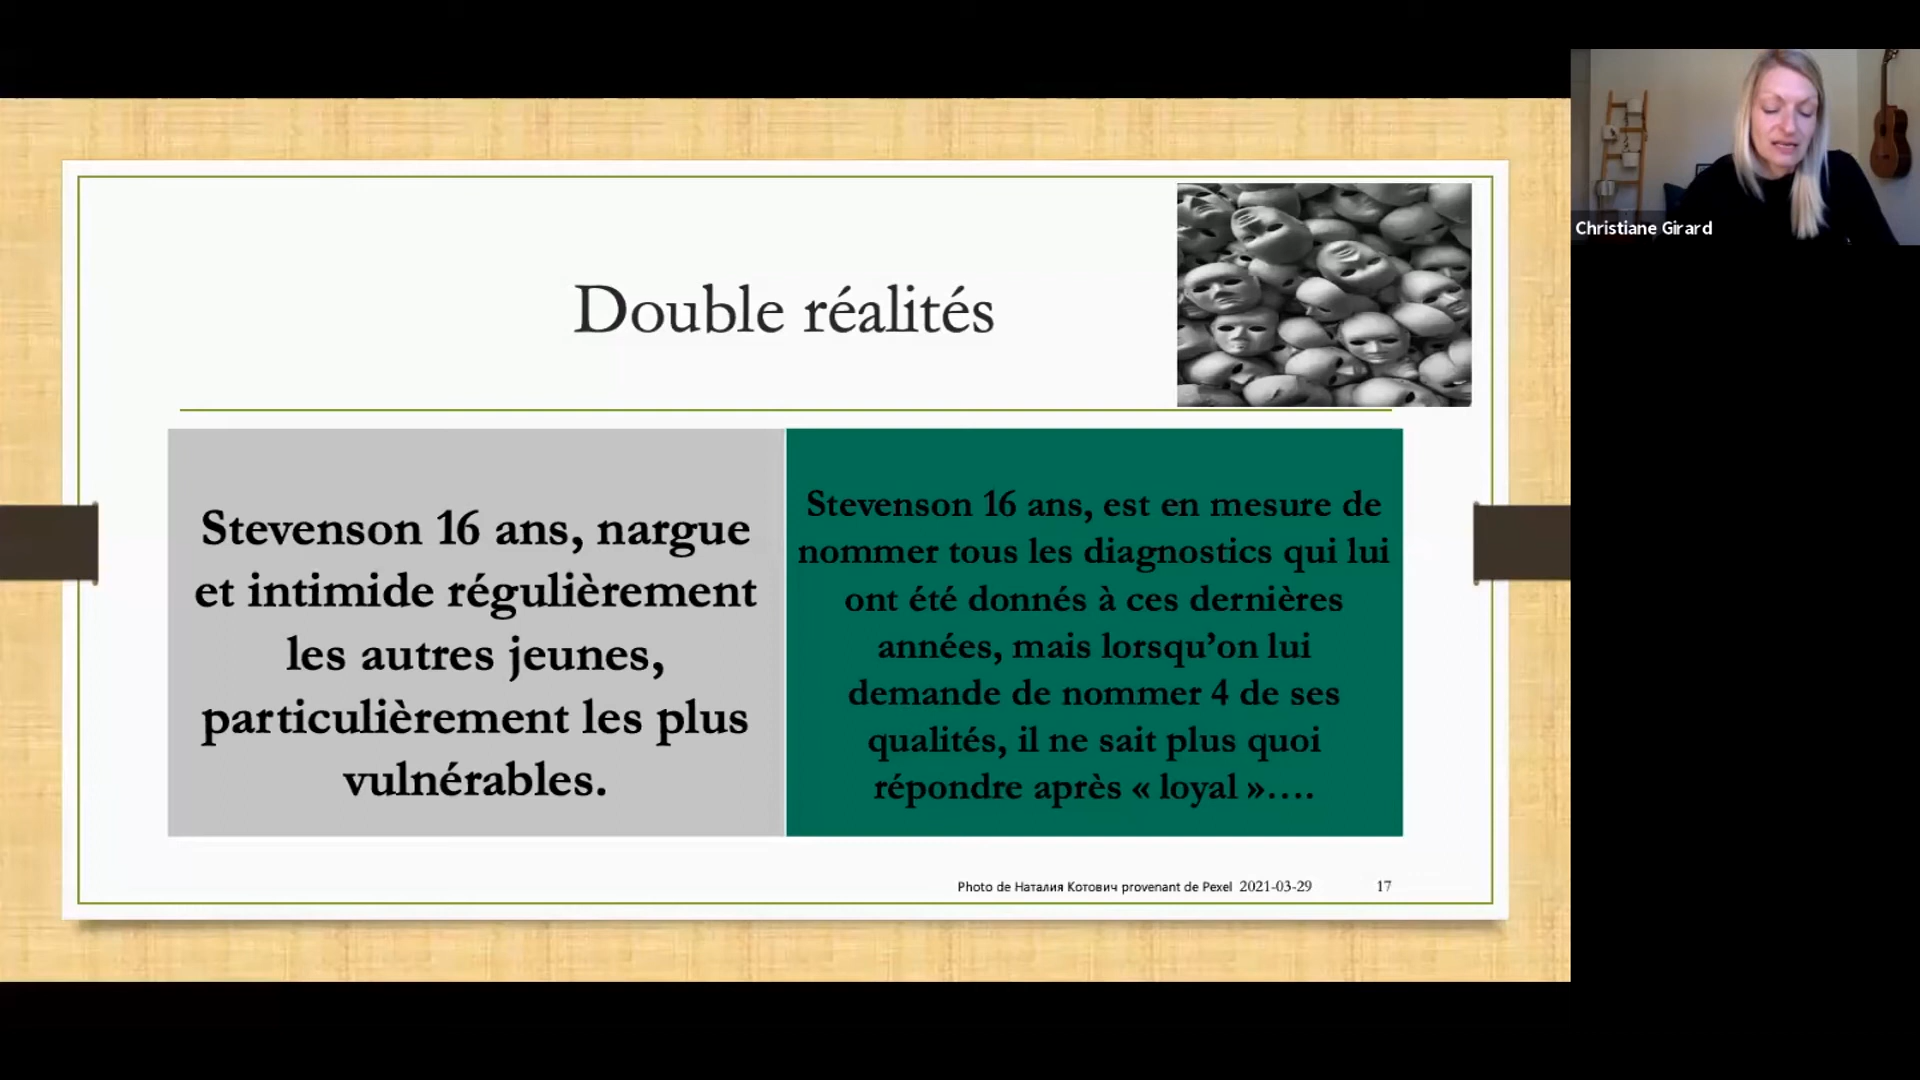 Christiane Girard
Double réalités
Stevenson 16 ans, nargue
et intimide régulièrement
les autres jeunes,
particulièrement les plus
vulnérables.
Stevenson 16 ans, est en mesure de
nommer tous les diagnostics qui lui
ont été donnés à ces dernières
années, mais lorsqu’on lui
demande de nommer 4 de ses
qualités, il ne sait plus quoi
répondre après « loyal »….
Photo de Наталия Котович provenant de Pexel 2021-03-29 17